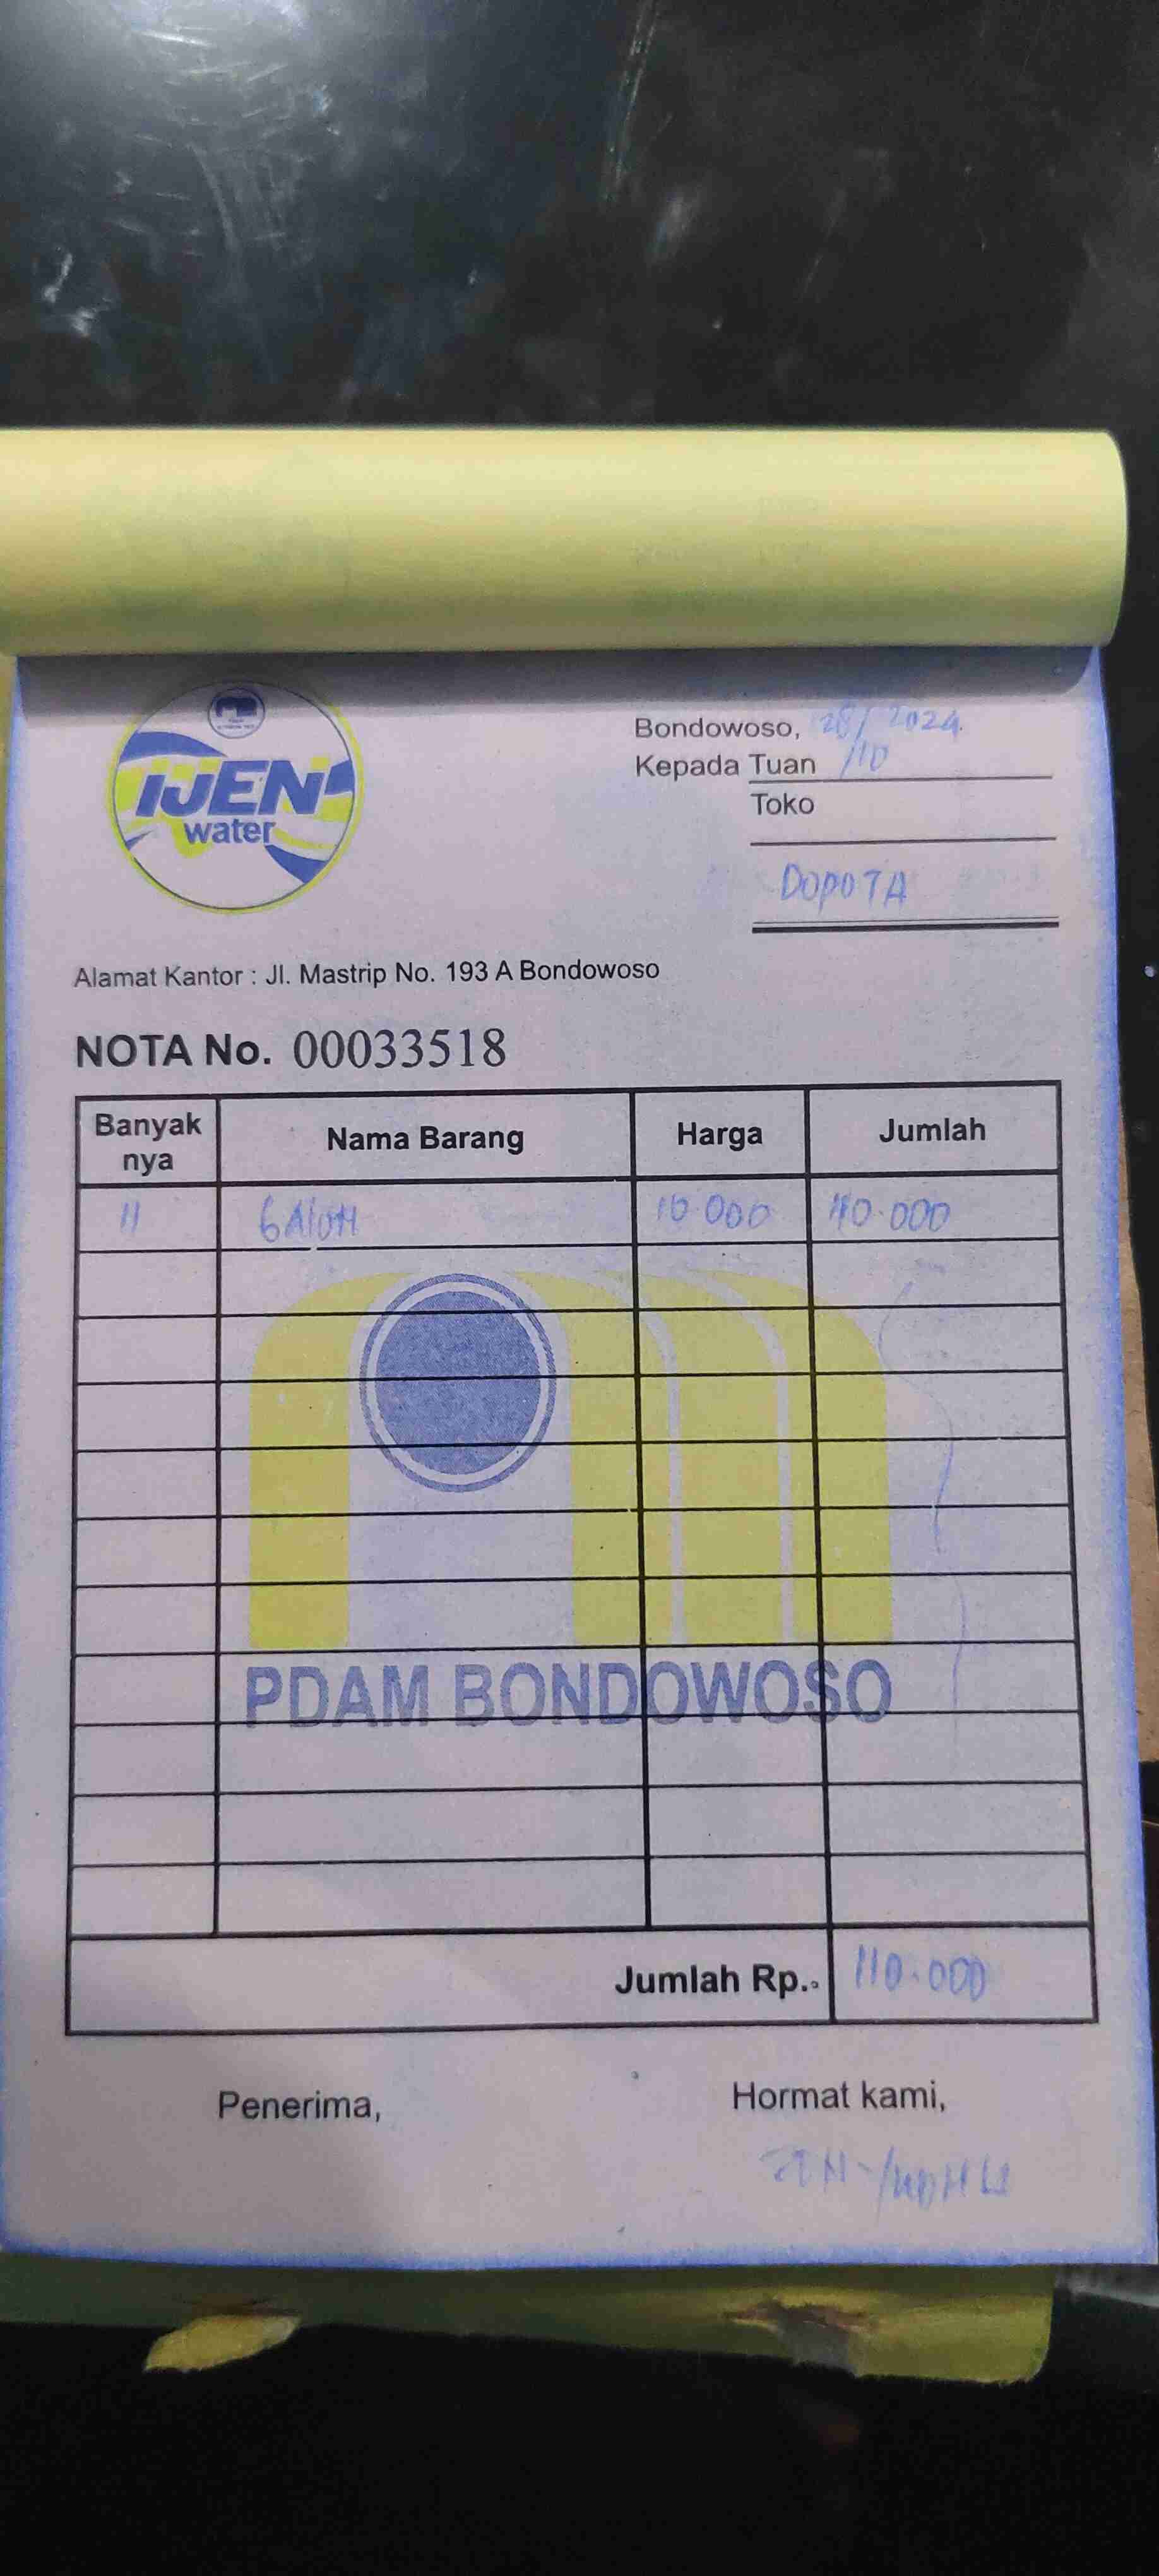 IJEN
water
Bondowoso, 28/ 2024.
Kepada Tuan /10
Toko
DOPOTA
Alamat Kantor : Jl. Mastrip No. 193 A Bondowoso
NOTA No. 00033518
Banyak nya Nama Barang Harga Jumlah
11 GAlon 10.000 110.000
PDAM BONDOWOSO
Jumlah Rp.. 110.000
Penerima, Hormat kami,